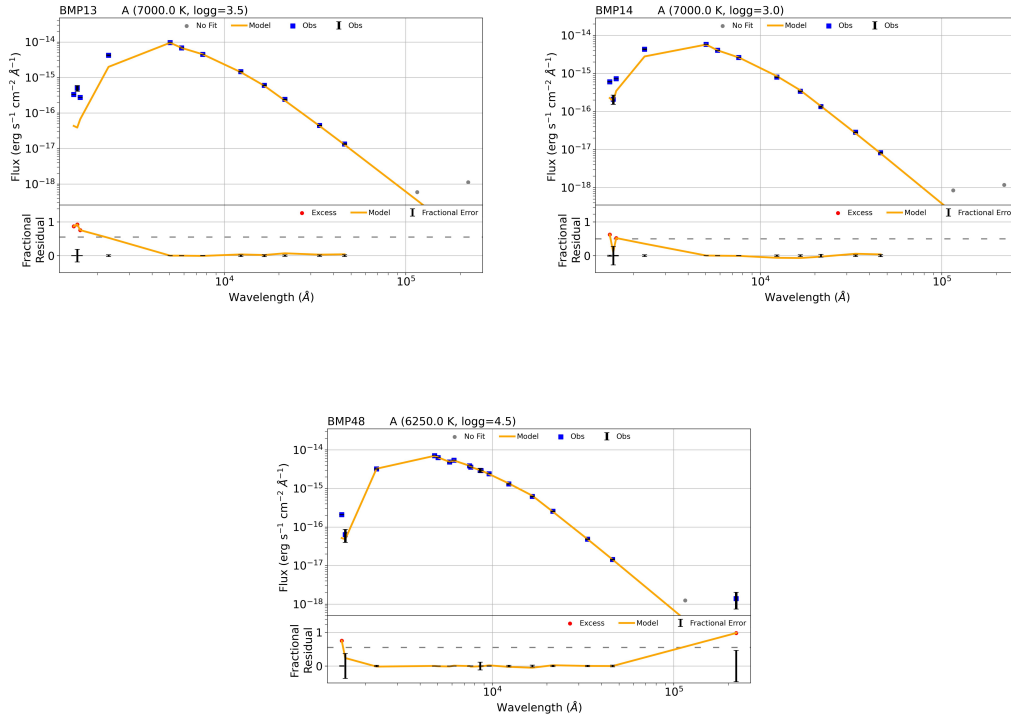 BMP13 A (7000.0 K, logg=3.5)
No Fit Model Obs Obs
10⁻¹⁴
10⁻¹⁵
10⁻¹⁶
10⁻¹⁷
10⁻¹⁸
Flux (erg s⁻¹ cm⁻² Å⁻¹)
Excess Model Fractional Error
1
0
Fractional
Residual
10⁴ 10⁵
Wavelength (Å)
BMP14 A (7000.0 K, logg=3.0)
No Fit Model Obs Obs
10⁻¹⁴
10⁻¹⁵
10⁻¹⁶
10⁻¹⁷
10⁻¹⁸
Flux (erg s⁻¹ cm⁻² Å⁻¹)
Excess Model Fractional Error
1
0
Fractional
Residual
10⁴ 10⁵
Wavelength (Å)
BMP48 A (6250.0 K, logg=4.5)
No Fit Model Obs Obs
10⁻¹⁴
10⁻¹⁵
10⁻¹⁶
10⁻¹⁷
10⁻¹⁸
Flux (erg s⁻¹ cm⁻² Å⁻¹)
Excess Model Fractional Error
1
0
Fractional
Residual
10⁴ 10⁵
Wavelength (Å)